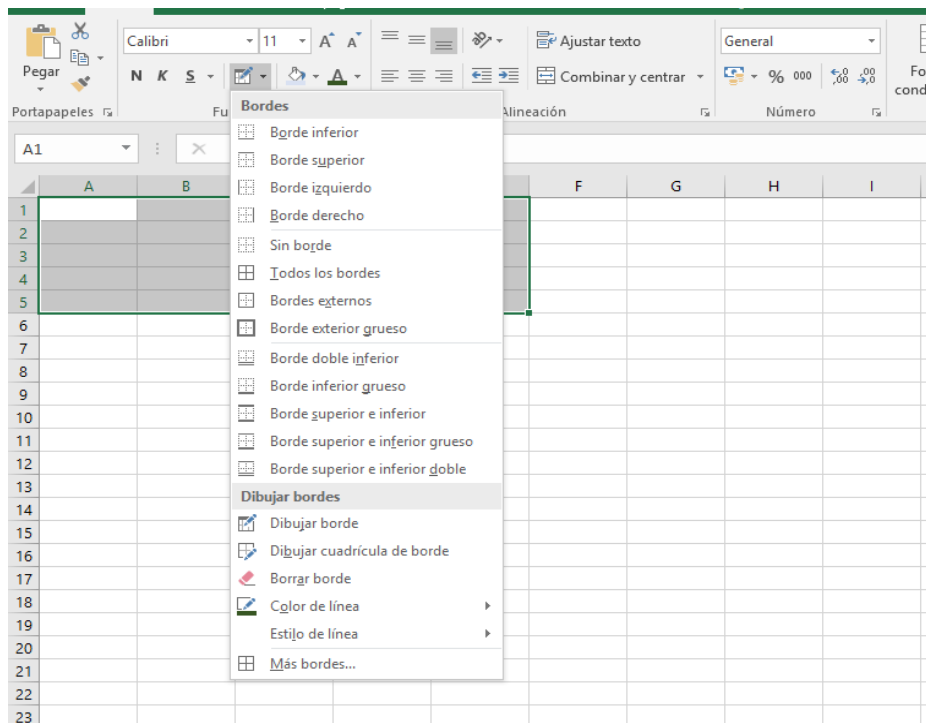 Calibri
11
A A
Ajustar texto
General
Pegar
N K S
A
Combinar y centrar
% 000
Portapapeles
Alineación
Número
A1
Bordes
Borde inferior
Borde superior
Borde izquierdo
Borde derecho
Sin borde
Todos los bordes
Bordes externos
Borde exterior grueso
Borde doble inferior
Borde inferior grueso
Borde superior e inferior
Borde superior e inferior grueso
Borde superior e inferior doble
Dibujar bordes
Dibujar borde
Dibujar cuadrícula de borde
Borrar borde
Color de línea
Estilo de línea
Más bordes...
A B F G H I
1
2
3
4
5
6
7
8
9
10
11
12
13
14
15
16
17
18
19
20
21
22
23